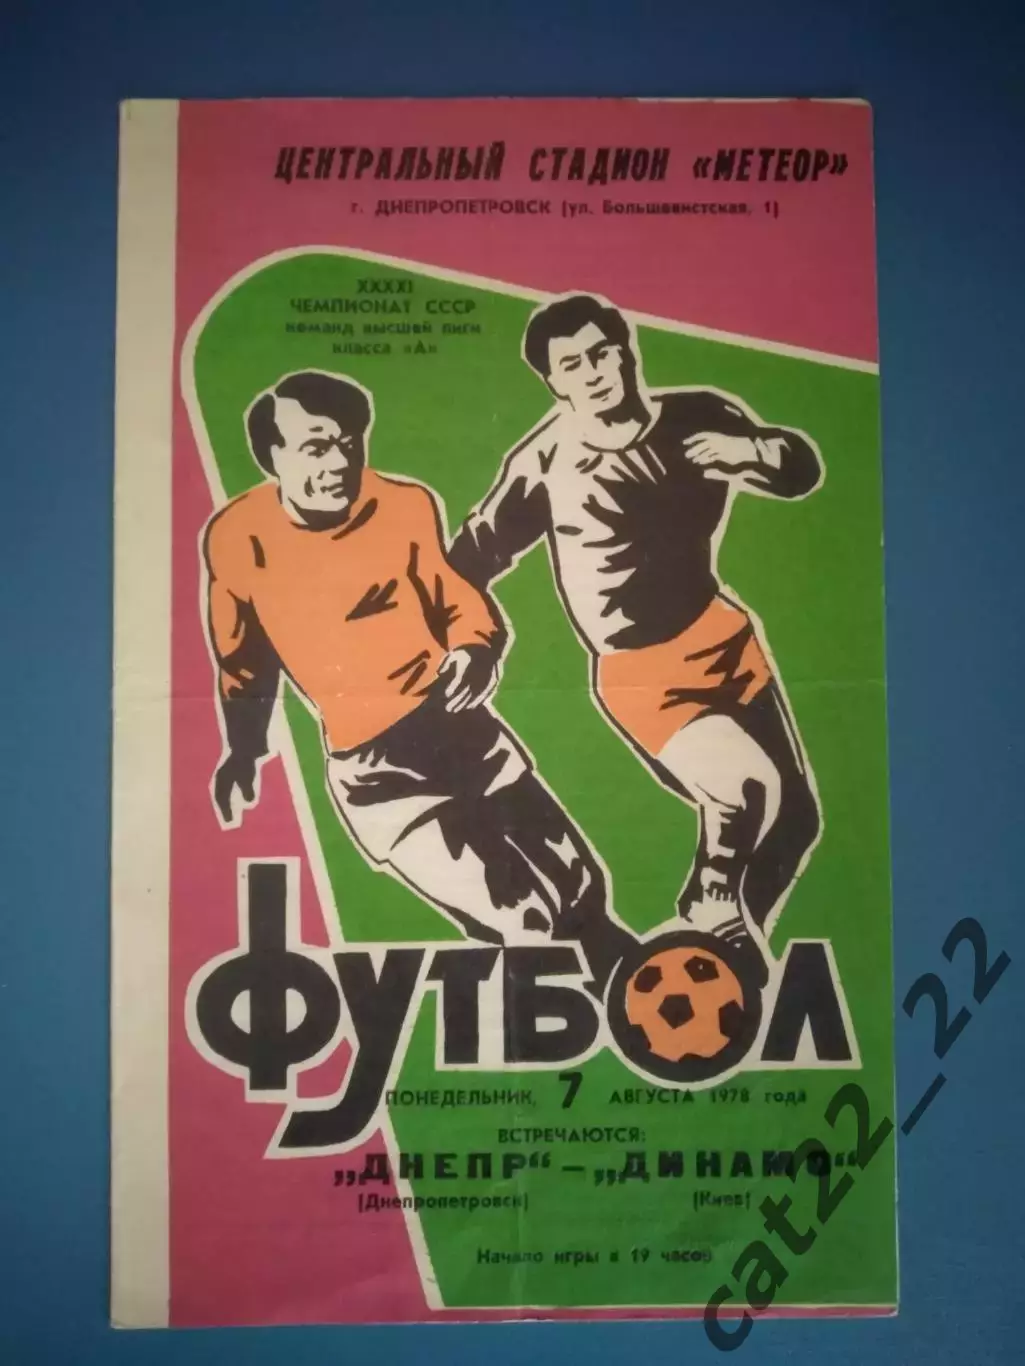 ЦЕНТРАЛЬНЫЙ СТАДИОН «МЕТЕОР»
г. ДНЕПРОПЕТРОВСК (ул. Большевистская, 1)
XXXXI
ЧЕМПИОНАТ СССР
команд высшей лиги
класса «А»
ФУТБОЛ
ПОНЕДЕЛЬНИК, 7 АВГУСТА 1978 года
ВСТРЕЧАЮТСЯ:
„ДНЕПР“ – „ДИНАМО“
(Днепропетровск) (Киев)
Начало игры в 19 часов
cat22_22